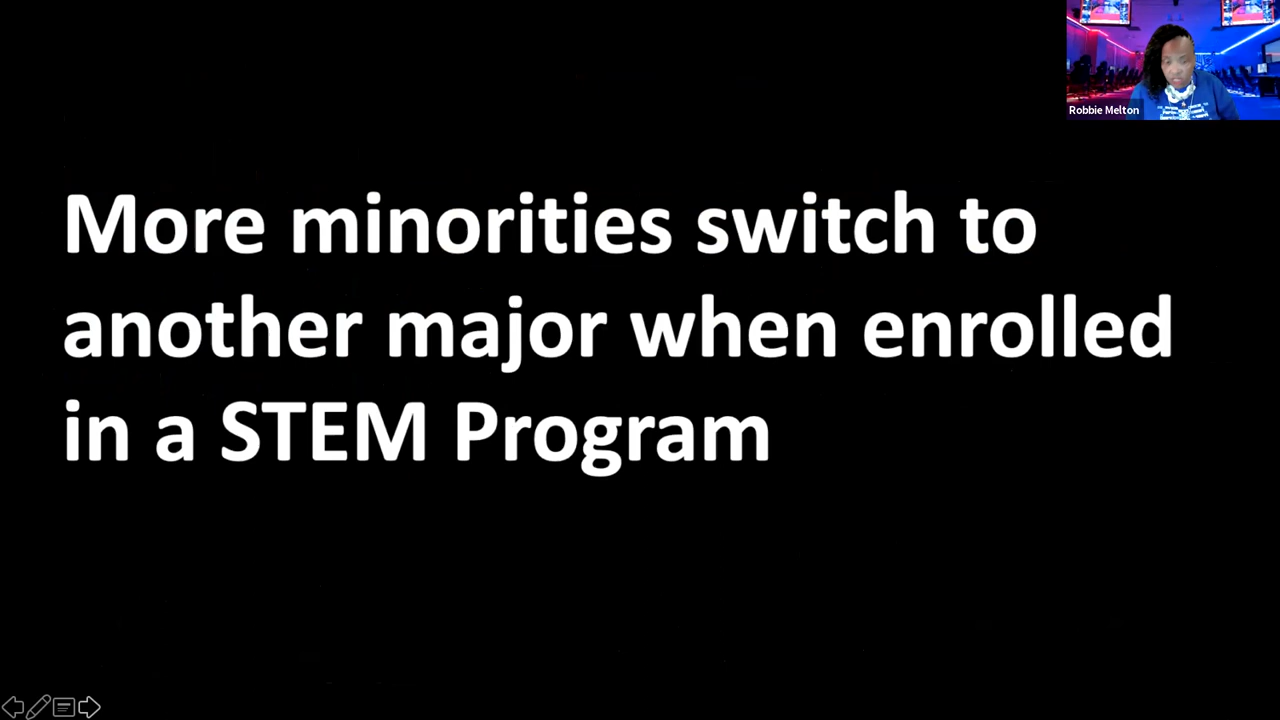 Robbie Melton
More minorities switch to
another major when enrolled
in a STEM Program